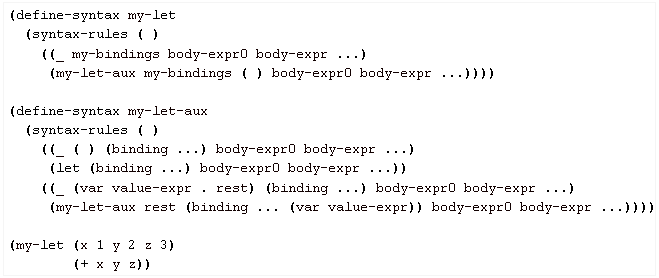 (define-syntax my-let
  (syntax-rules ( )
    ((_ my-bindings body-expr0 body-expr ...)
     (my-let-aux my-bindings ( ) body-expr0 body-expr ...))))

(define-syntax my-let-aux
  (syntax-rules ( )
    ((_ ( ) (binding ...) body-expr0 body-expr ...)
     (let (binding ...) body-expr0 body-expr ...))
    ((_ (var value-expr . rest) (binding ...) body-expr0 body-expr ...)
     (my-let-aux rest (binding ... (var value-expr)) body-expr0 body-expr ...))))

(my-let (x 1 y 2 z 3)
        (+ x y z))